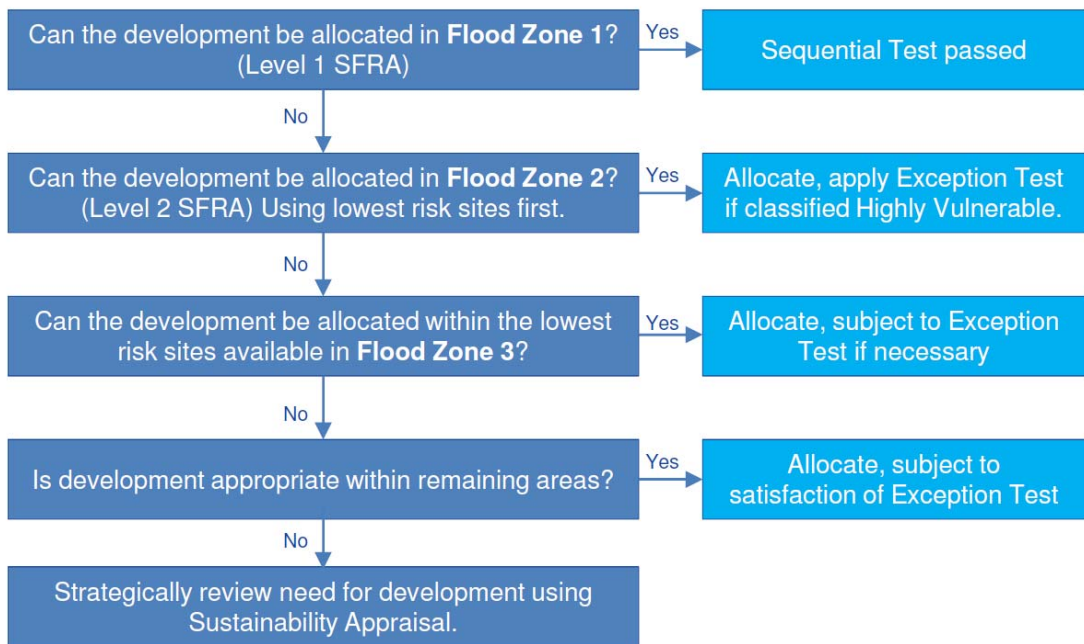 Can the development be allocated in Flood Zone 1?
(Level 1 SFRA)
Yes
Sequential Test passed
No
Can the development be allocated in Flood Zone 2?
(Level 2 SFRA) Using lowest risk sites first.
Yes
Allocate, apply Exception Test
if classified Highly Vulnerable.
No
Can the development be allocated within the lowest
risk sites available in Flood Zone 3?
Yes
Allocate, subject to Exception
Test if necessary
No
Is development appropriate within remaining areas?
Yes
Allocate, subject to
satisfaction of Exception Test
No
Strategically review need for development using
Sustainability Appraisal.